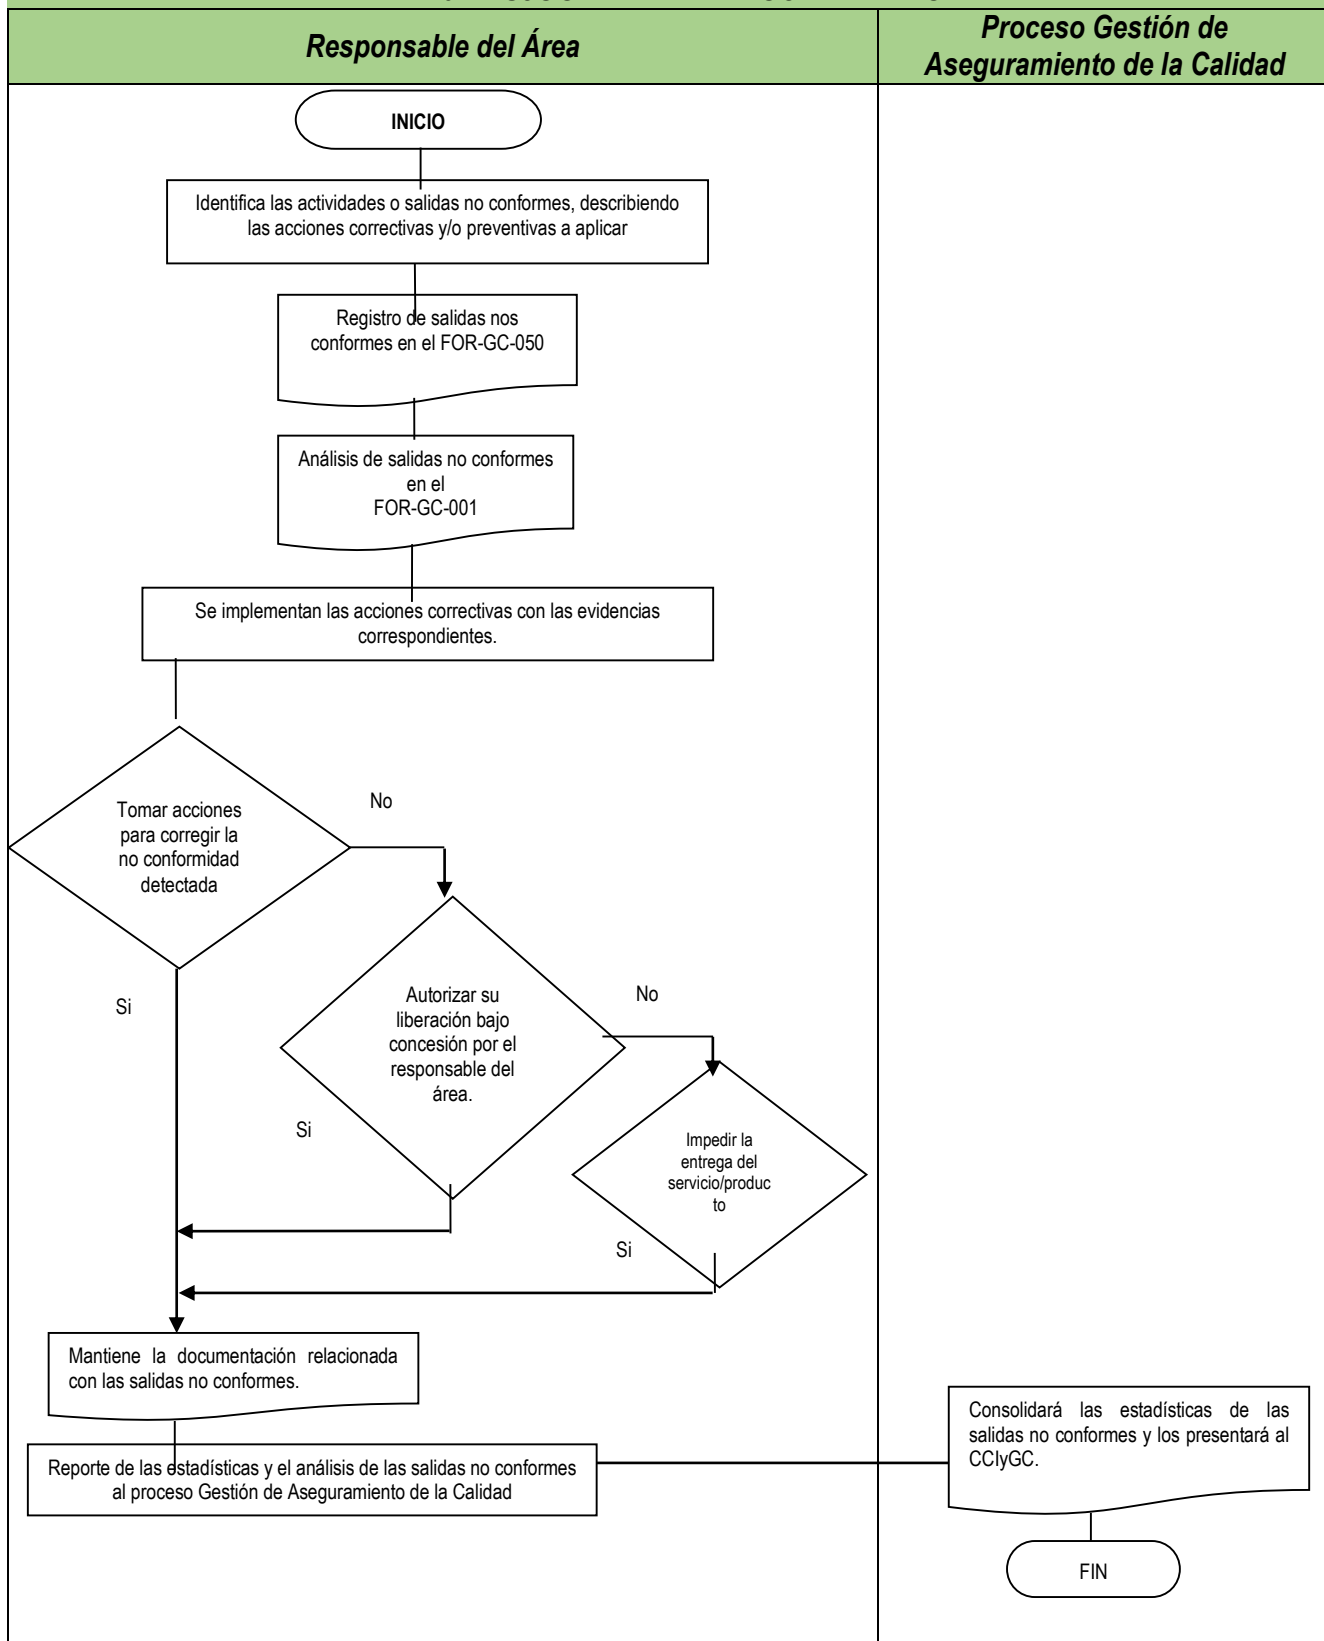 Responsable del Área
Proceso Gestión de
Aseguramiento de la Calidad
INICIO
Identifica las actividades o salidas no conformes, describiendo
las acciones correctivas y/o preventivas a aplicar
Registro de salidas nos
conformes en el FOR-GC-050
Análisis de salidas no conformes
en el
FOR-GC-001
Se implementan las acciones correctivas con las evidencias
correspondientes.
Tomar acciones
para corregir la
no conformidad
detectada
No
Si
Autorizar su
liberación bajo
concesión por el
responsable del
área.
No
Si
Impedir la
entrega del
servicio/produc
to
Si
Mantiene la documentación relacionada
con las salidas no conformes.
Reporte de las estadísticas y el análisis de las salidas no conformes
al proceso Gestión de Aseguramiento de la Calidad
Consolidará las estadísticas de las
salidas no conformes y los presentará al
CCIyGC.
FIN